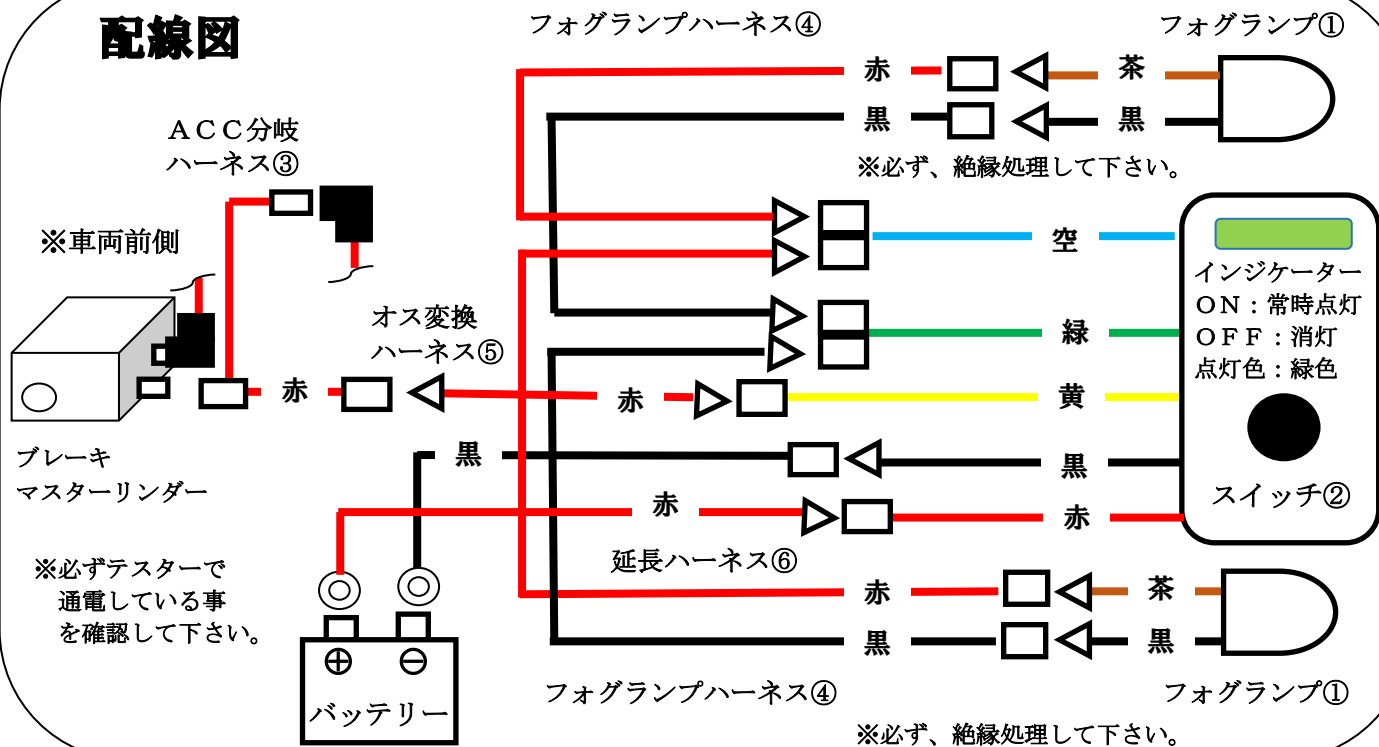 配線図
フォグランプハーネス④
フォグランプ①
赤
茶
黒
黒
※必ず、絶縁処理して下さい。
ＡＣＣ分岐
ハーネス③
※車両前側
空
インジケーター
ＯＮ：常時点灯
ＯＦＦ：消灯
点灯色：緑色
緑
オス変換
ハーネス⑤
赤
赤
黄
ブレーキ
マスターリンダー
黒
黒
スイッチ②
赤
赤
延長ハーネス⑥
※必ずテスターで
通電している事
を確認して下さい。
赤
茶
黒
黒
⊕
⊖
バッテリー
フォグランプハーネス④
フォグランプ①
※必ず、絶縁処理して下さい。